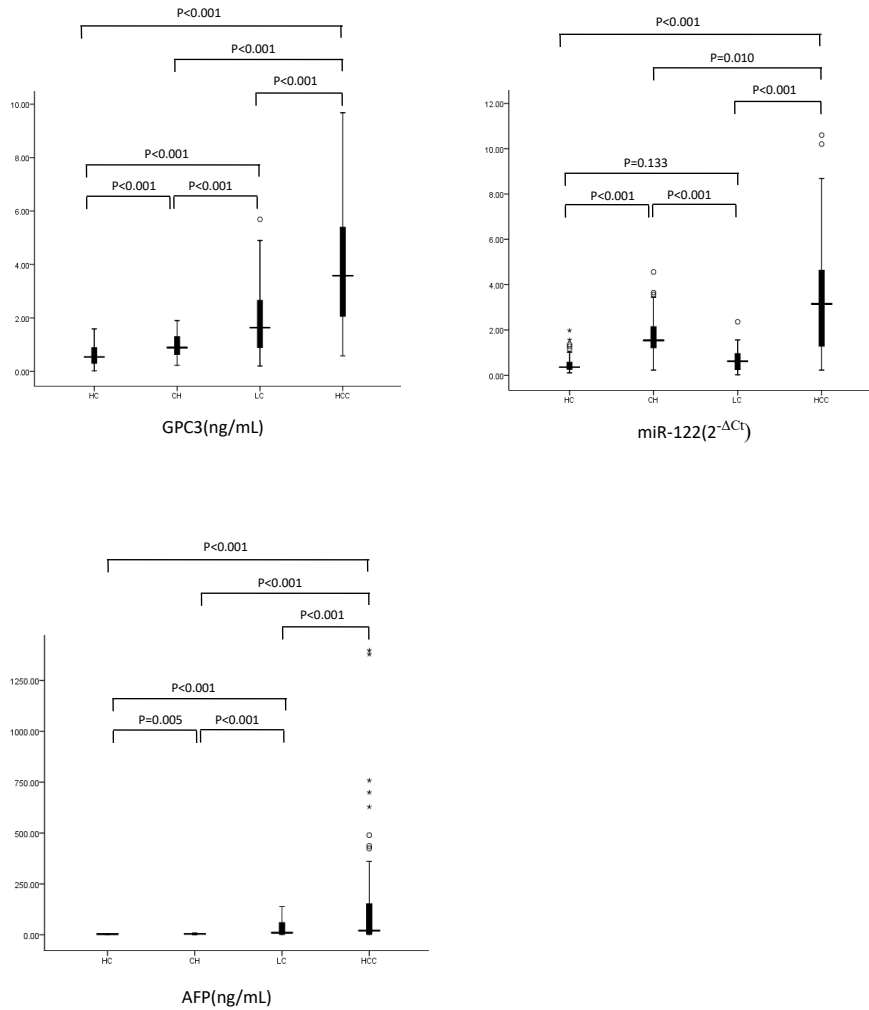 P<0.001
P<0.001
P<0.001
P<0.001
P<0.001 P<0.001
10.00
8.00
6.00
4.00
2.00
0.00
HC CH LC HCC
GPC3(ng/mL)
P<0.001
P=0.010
P<0.001
P=0.133
P<0.001 P<0.001
12.00
10.00
8.00
6.00
4.00
2.00
0.00
HC CH LC HCC
miR-122(2^-ΔCt)
P<0.001
P<0.001
P<0.001
P<0.001
P=0.005 P<0.001
1250.00
1000.00
750.00
500.00
250.00
0.00
HC CH LC HCC
AFP(ng/mL)